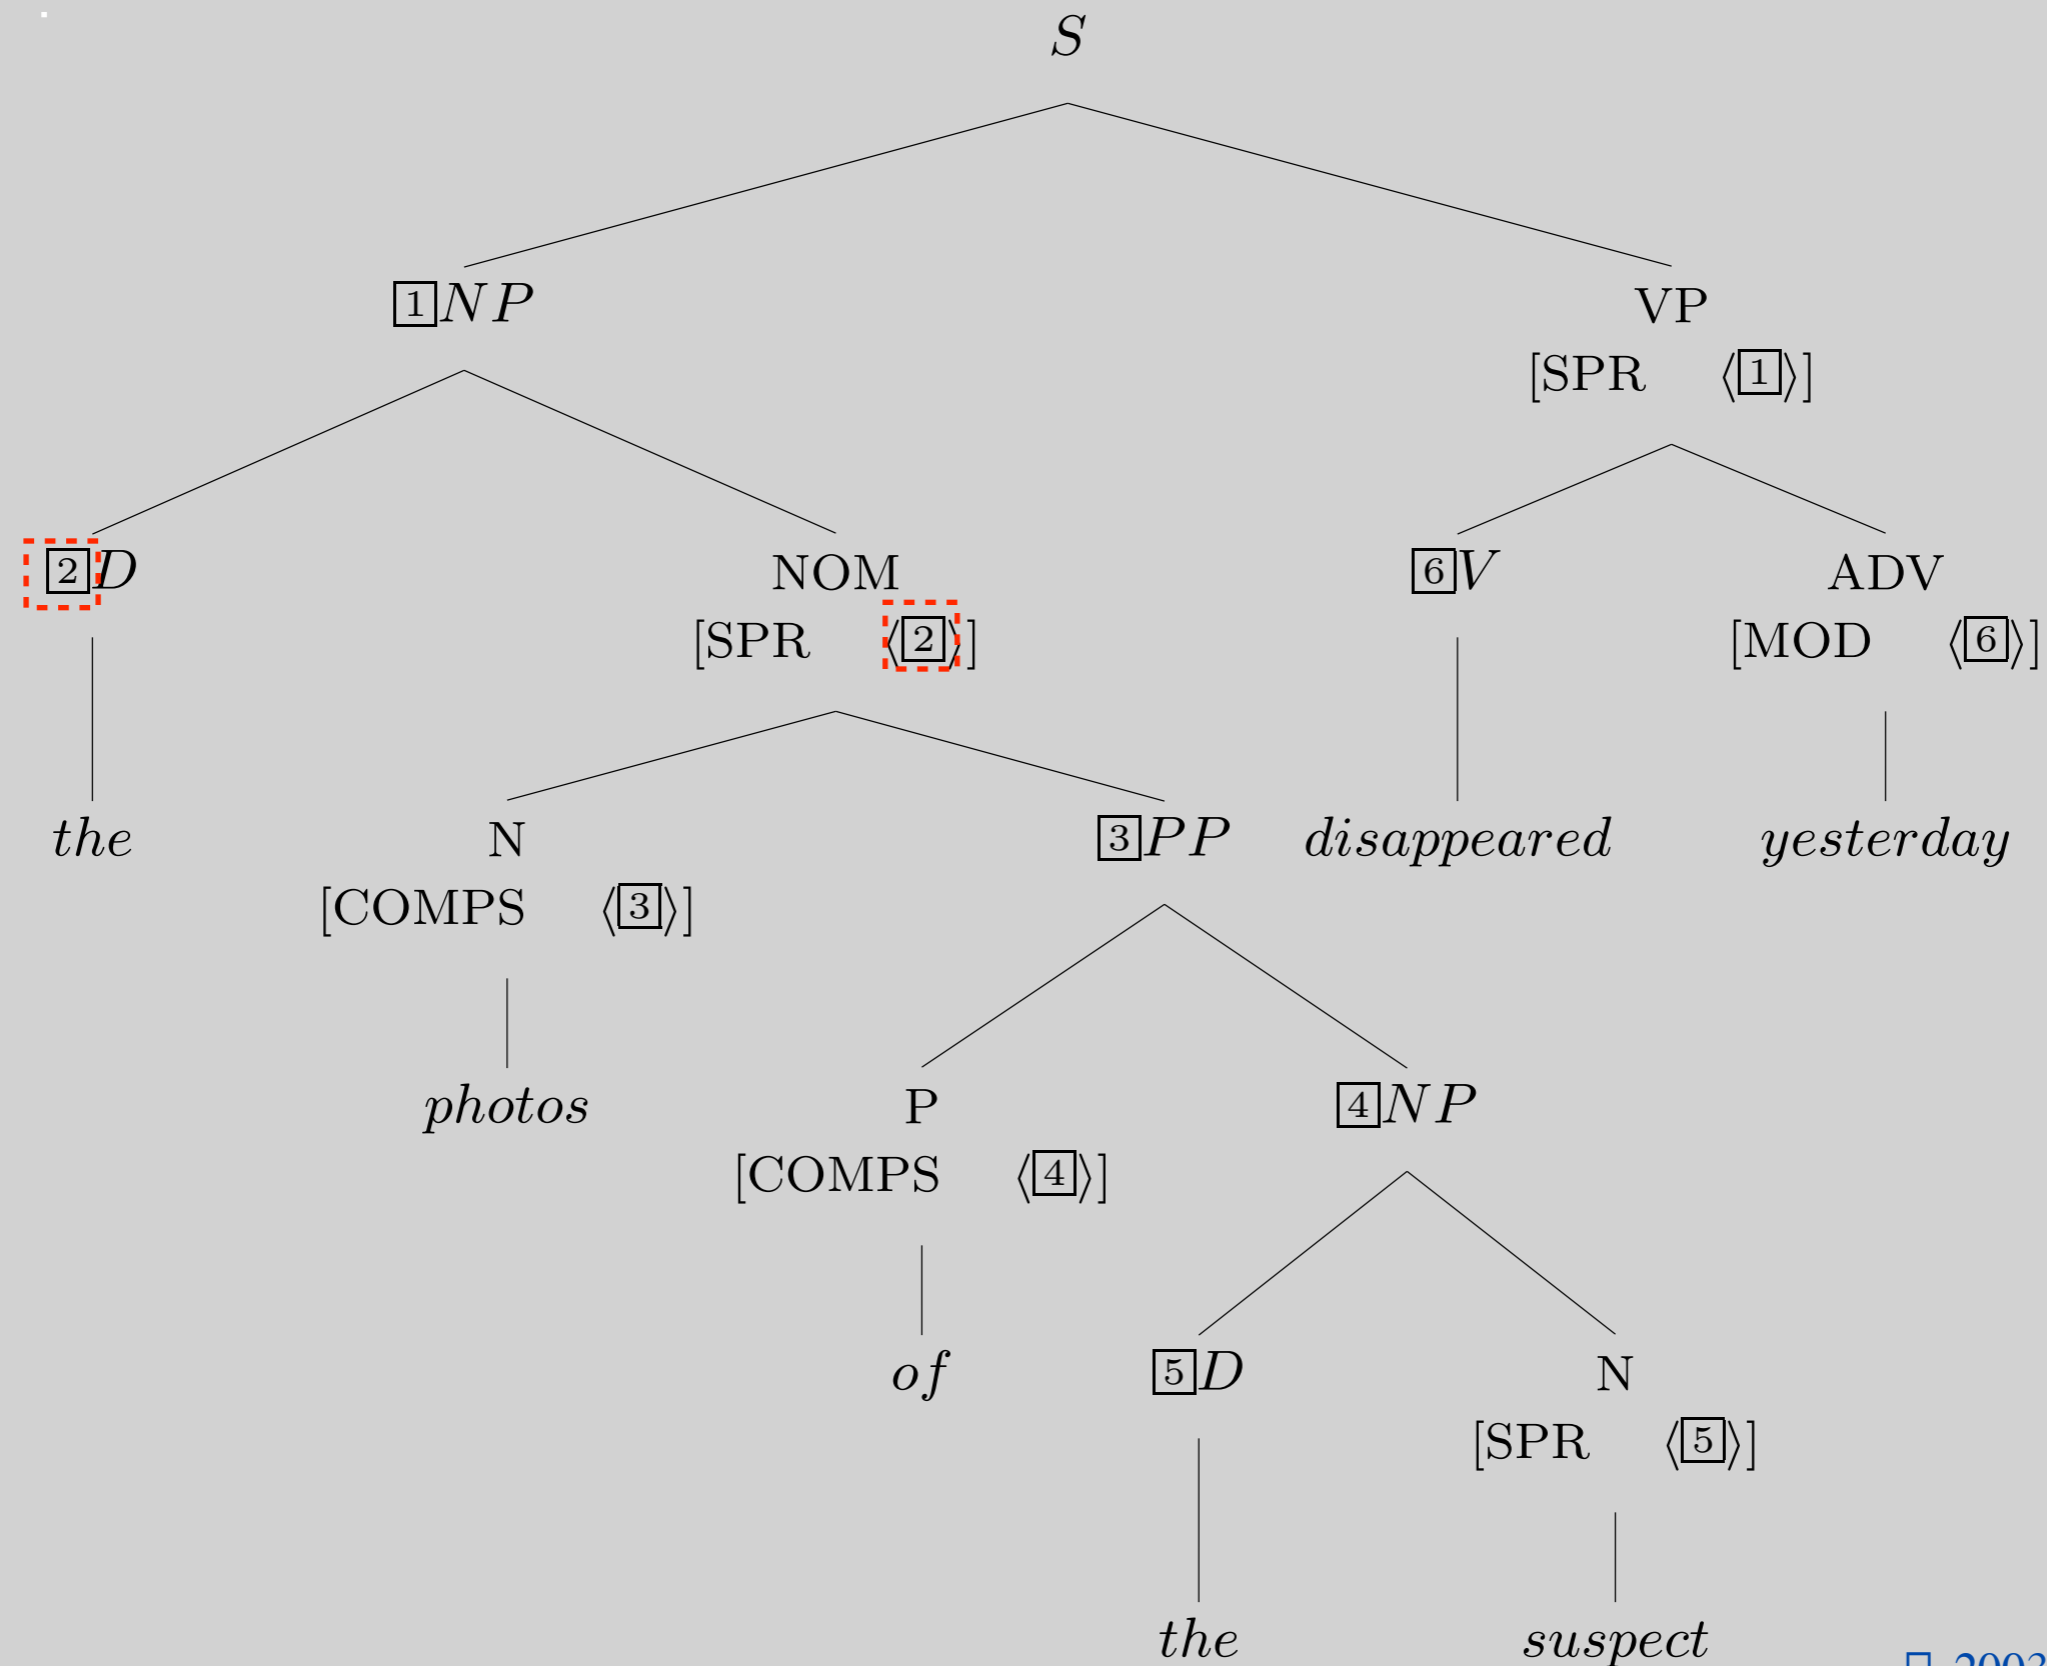 S
1 NP VP
[SPR ⟨1⟩]
2 D NOM 6 V ADV
[SPR ⟨2⟩] [MOD ⟨6⟩]
the N 3 PP disappeared yesterday
[COMPS ⟨3⟩]
photos P 4 NP
[COMPS ⟨4⟩]
of 5 D N
[SPR ⟨5⟩]
the suspect
2003